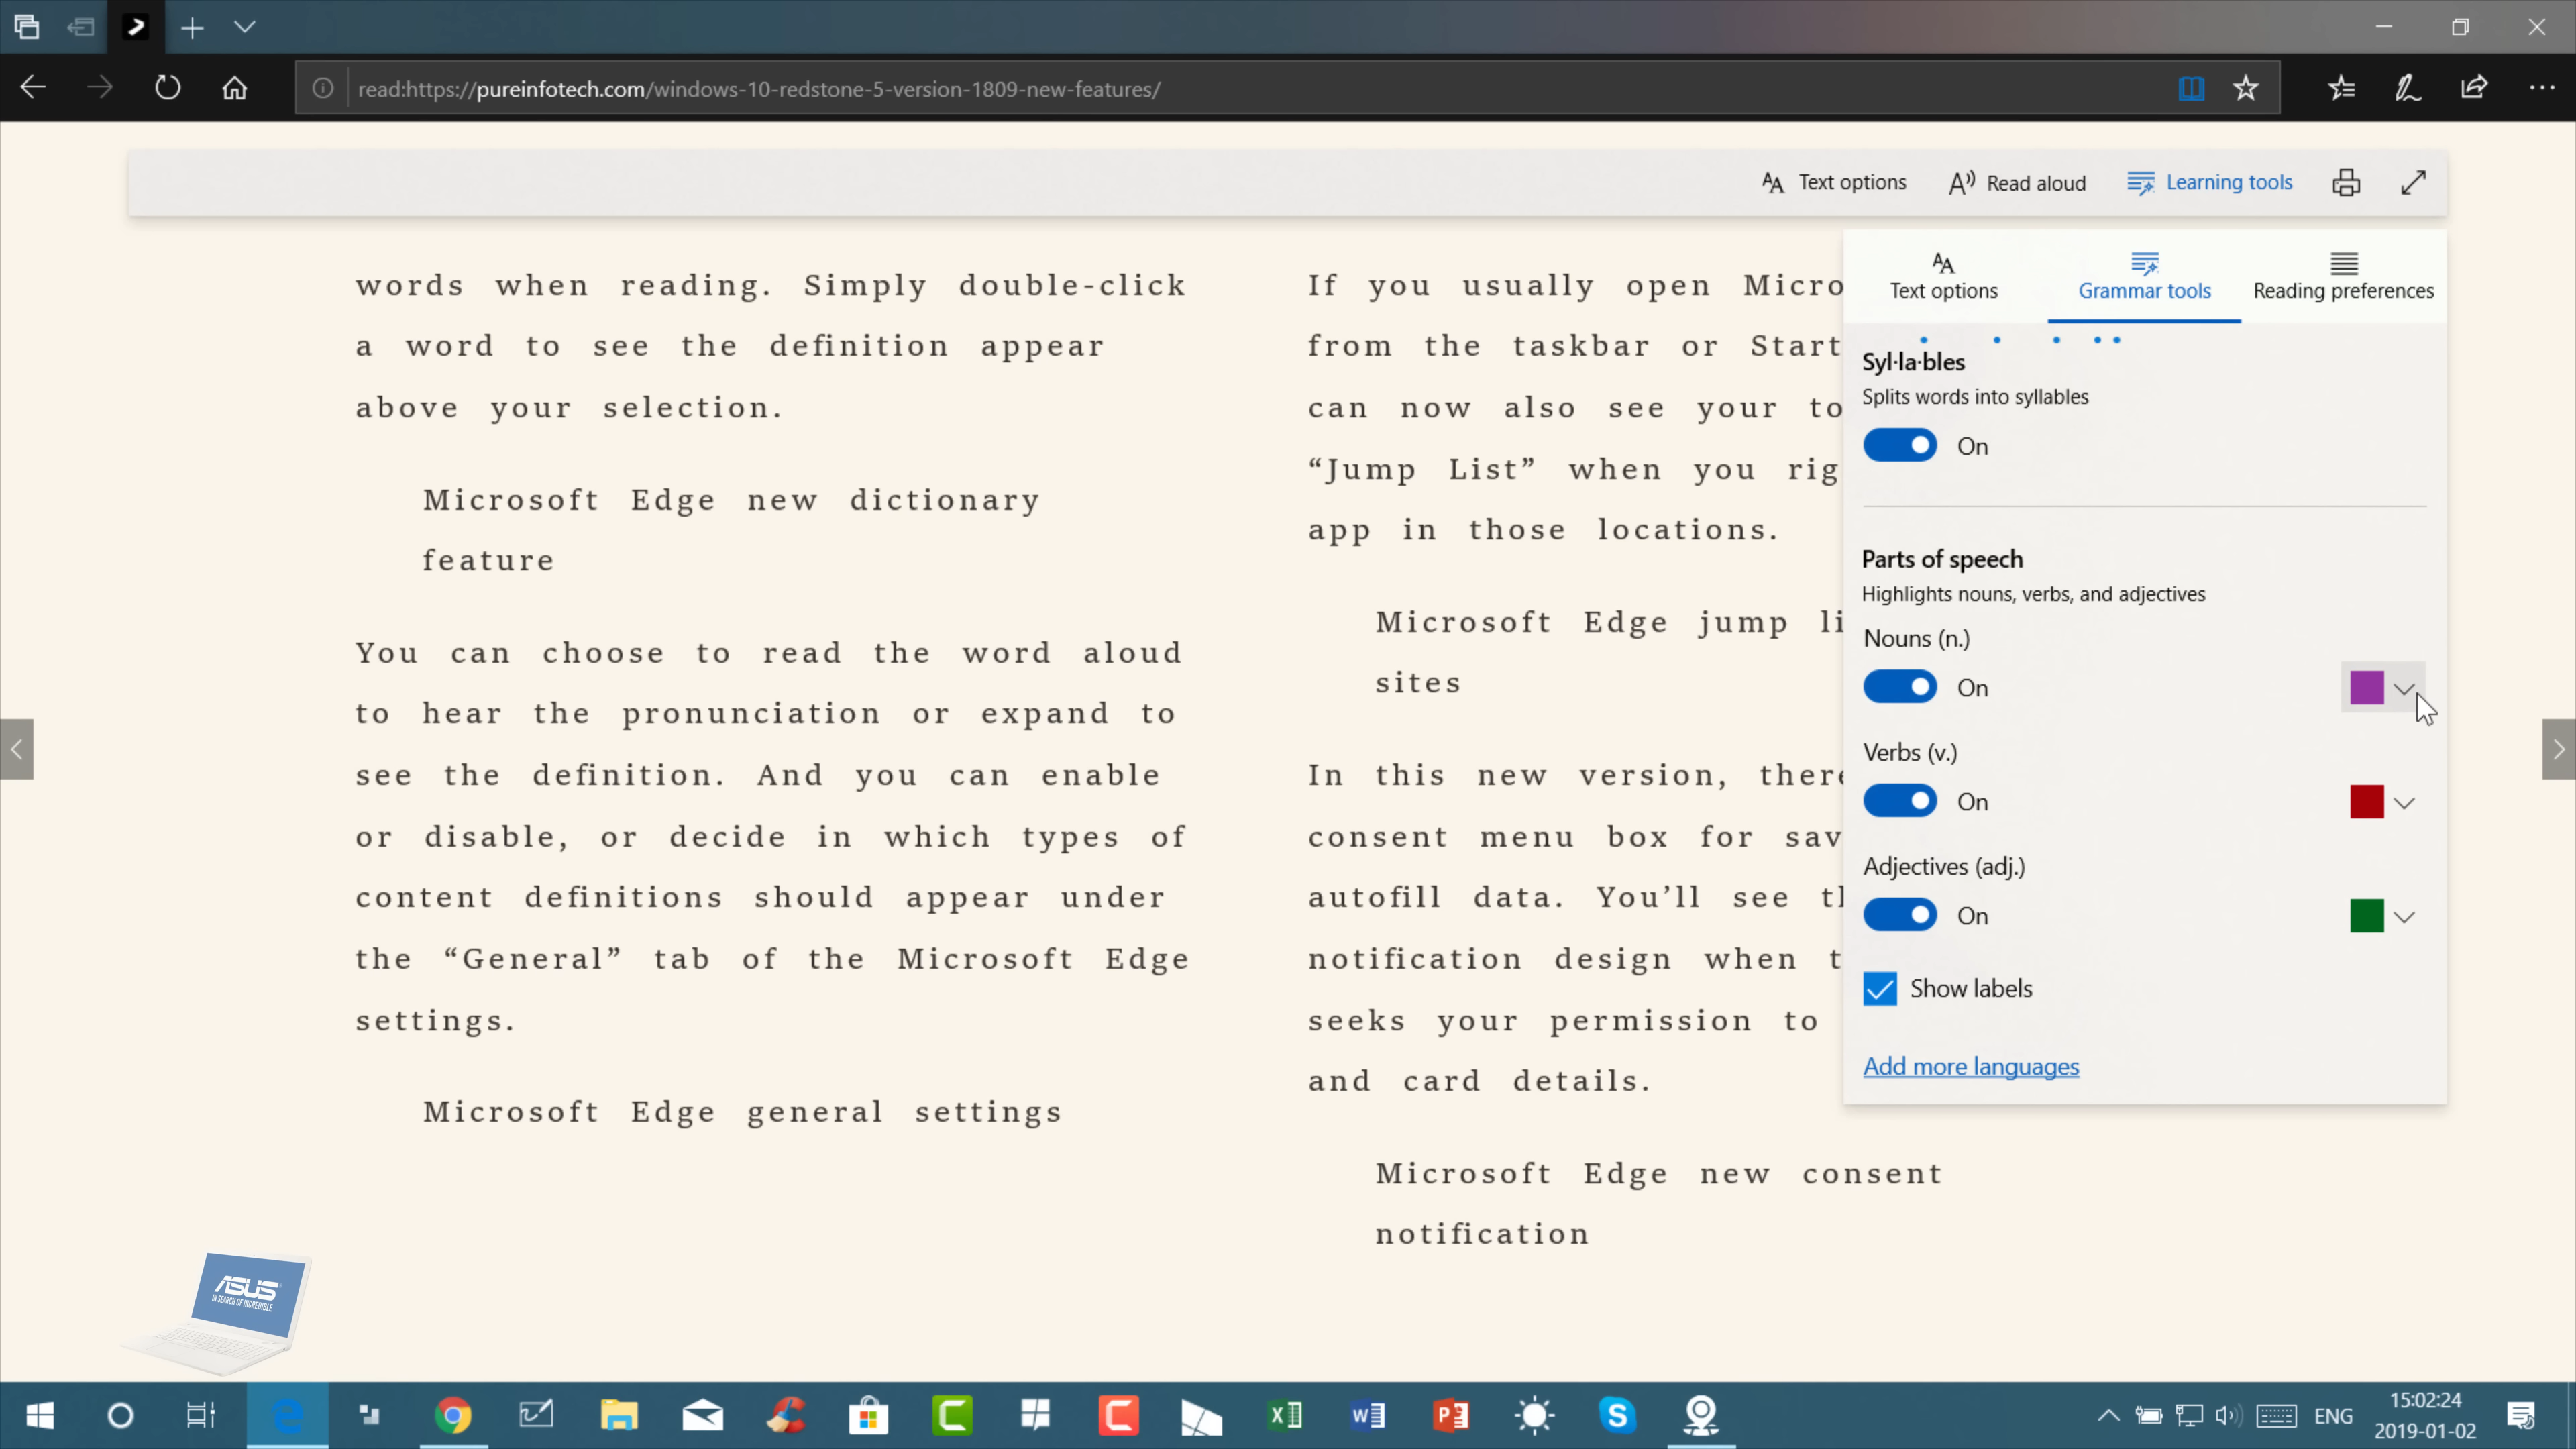 read:https://pureinfotech.com/windows-10-redstone-5-version-1809-new-features/
Text options
Read aloud
Learning tools
words when reading. Simply double-click
a word to see the definition appear
above your selection.
Microsoft Edge new dictionary
feature
You can choose to read the word aloud
to hear the pronunciation or expand to
see the definition. And you can enable
or disable, or decide in which types of
content definitions should appear under
the “General” tab of the Microsoft Edge
settings.
Microsoft Edge general settings
If you usually open Micro
from the taskbar or Start
can now also see your to
“Jump List” when you rig
app in those locations.
Microsoft Edge jump li
sites
In this new version, there
consent menu box for sav
autofill data. You’ll see th
notification design when t
seeks your permission to
and card details.
Microsoft Edge new consent
notification
Text options
Grammar tools
Reading preferences
Syl·la·bles
Splits words into syllables
On
Parts of speech
Highlights nouns, verbs, and adjectives
Nouns (n.)
On
Verbs (v.)
On
Adjectives (adj.)
On
Show labels
Add more languages
ASUS
IN SEARCH OF INCREDIBLE
ENG
15:02:24
2019-01-02